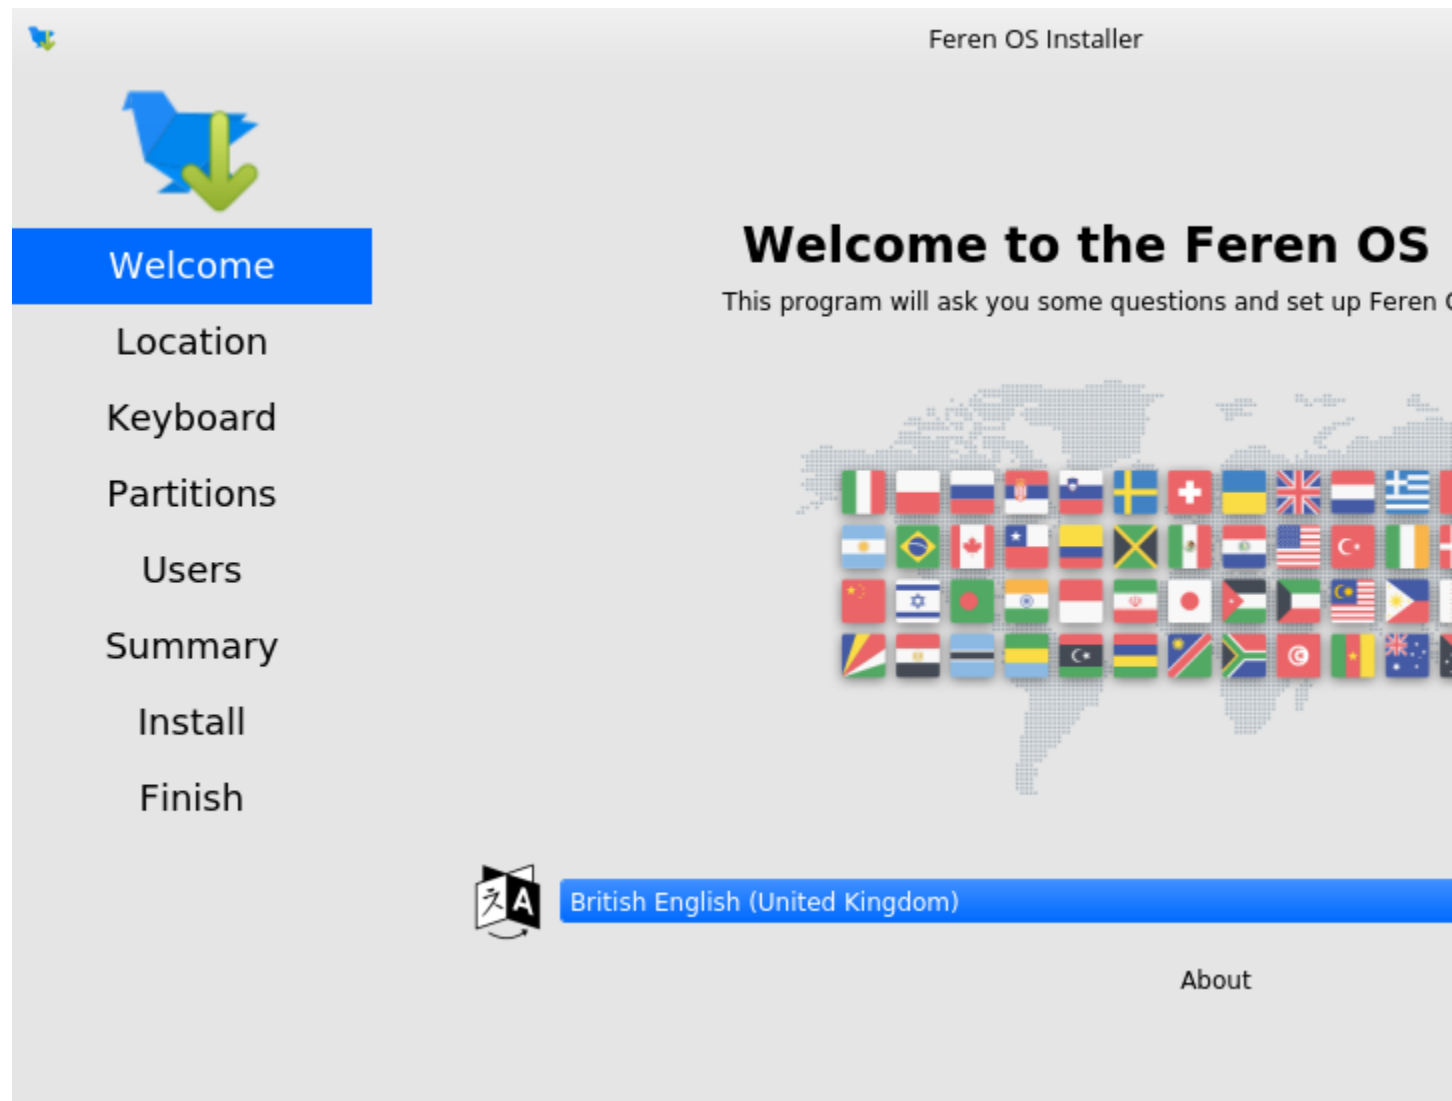 Feren OS Installer
Welcome
Location
Keyboard
Partitions
Users
Summary
Install
Finish
Welcome to the Feren OS
This program will ask you some questions and set up Feren
British English (United Kingdom)
About